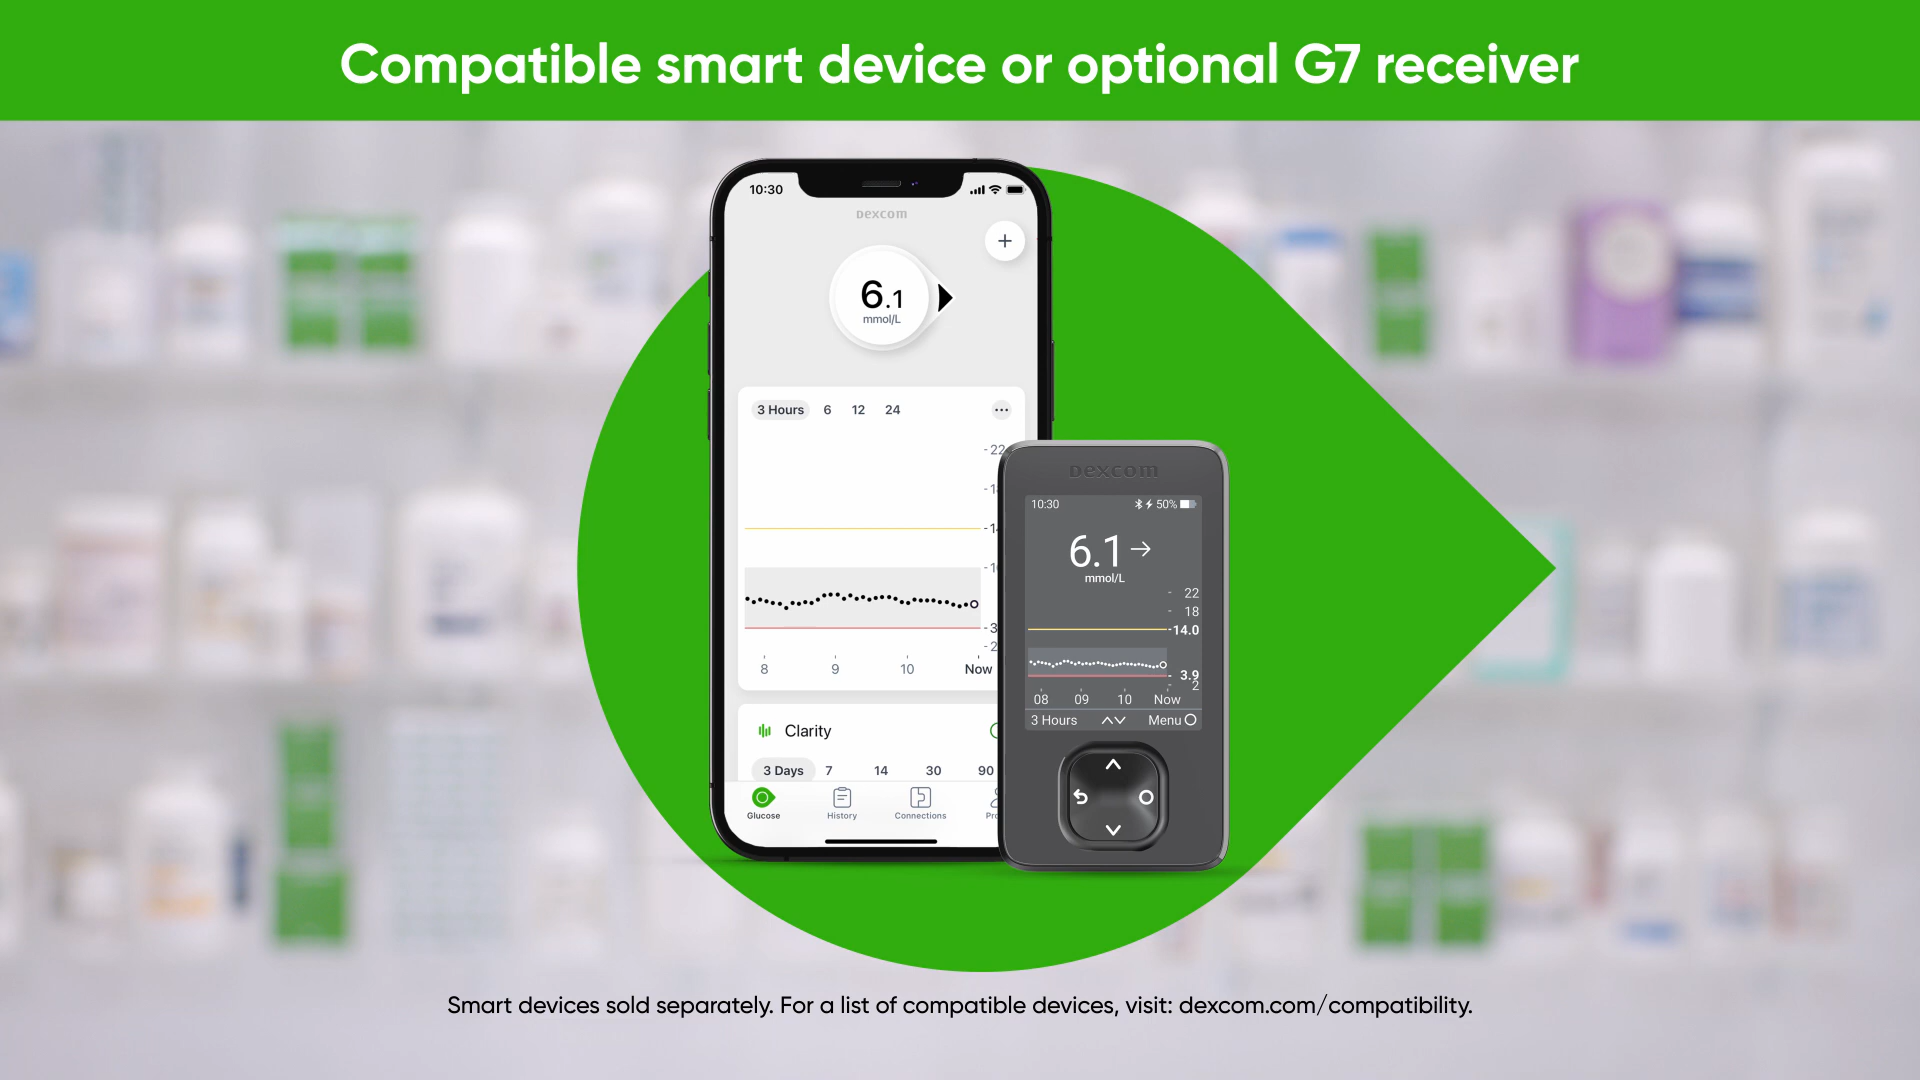 Compatible smart device or optional G7 receiver
10:30
Dexcom
6.1
mmol/L
3 Hours 6 12 24
22
8 9 10 Now
Clarity
3 Days 7 14 30 90
Glucose History Connections
Dexcom
10:30 50%
6.1
mmol/L
22
18
14.0
3.9
2
08 09 10 Now
3 Hours Menu
Smart devices sold separately. For a list of compatible devices, visit: dexcom.com/compatibility.